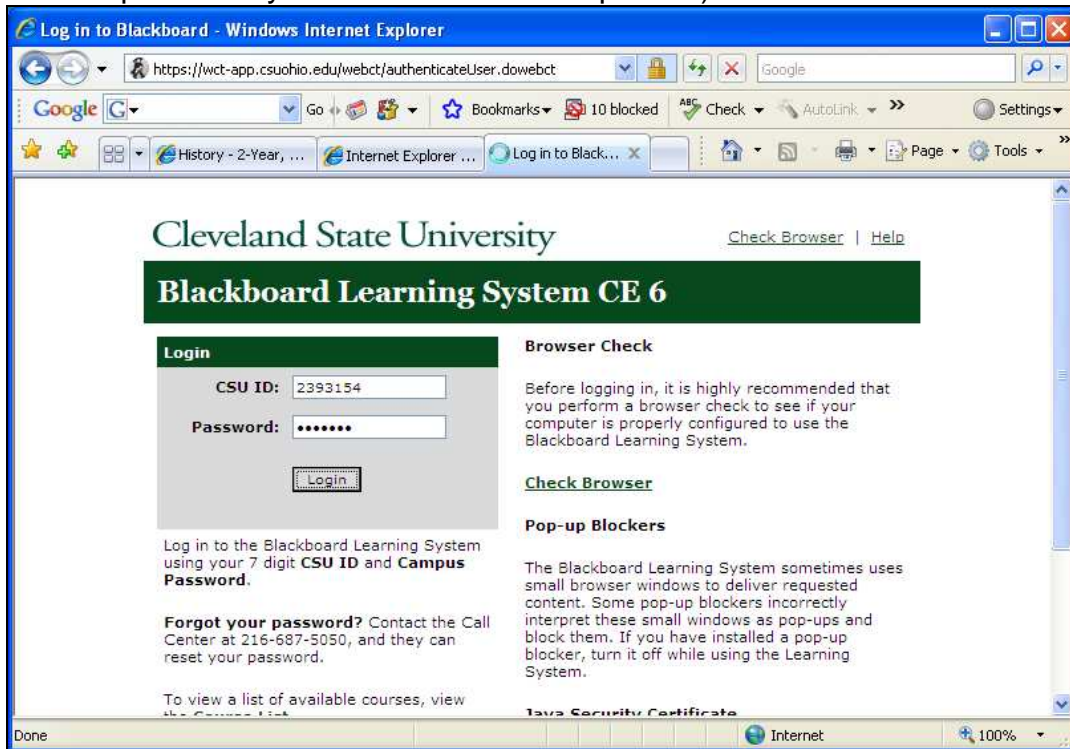 Log in to Blackboard - Windows Internet Explorer
https://wct-app.csuohio.edu/webct/authenticateUser.dowebct
Google
Google G Go Bookmarks 10 blocked Check AutoLink » Settings
History - 2-Year, ... Internet Explorer ... Log in to Black... X Page Tools »
Cleveland State University
Check Browser | Help
Blackboard Learning System CE 6
Login
CSU ID: 2393154
Password: •••••••
Login
Log in to the Blackboard Learning System
using your 7 digit CSU ID and Campus
Password.
Forgot your password? Contact the Call
Center at 216-687-5050, and they can
reset your password.
To view a list of available courses, view
the Course List
Browser Check
Before logging in, it is highly recommended that
you perform a browser check to see if your
computer is properly configured to use the
Blackboard Learning System.
Check Browser
Pop-up Blockers
The Blackboard Learning System sometimes uses
small browser windows to deliver requested
content. Some pop-up blockers incorrectly
interpret these small windows as pop-ups and
block them. If you have installed a pop-up
blocker, turn it off while using the Learning
System.
Java Security Certificate
Done Internet 100%